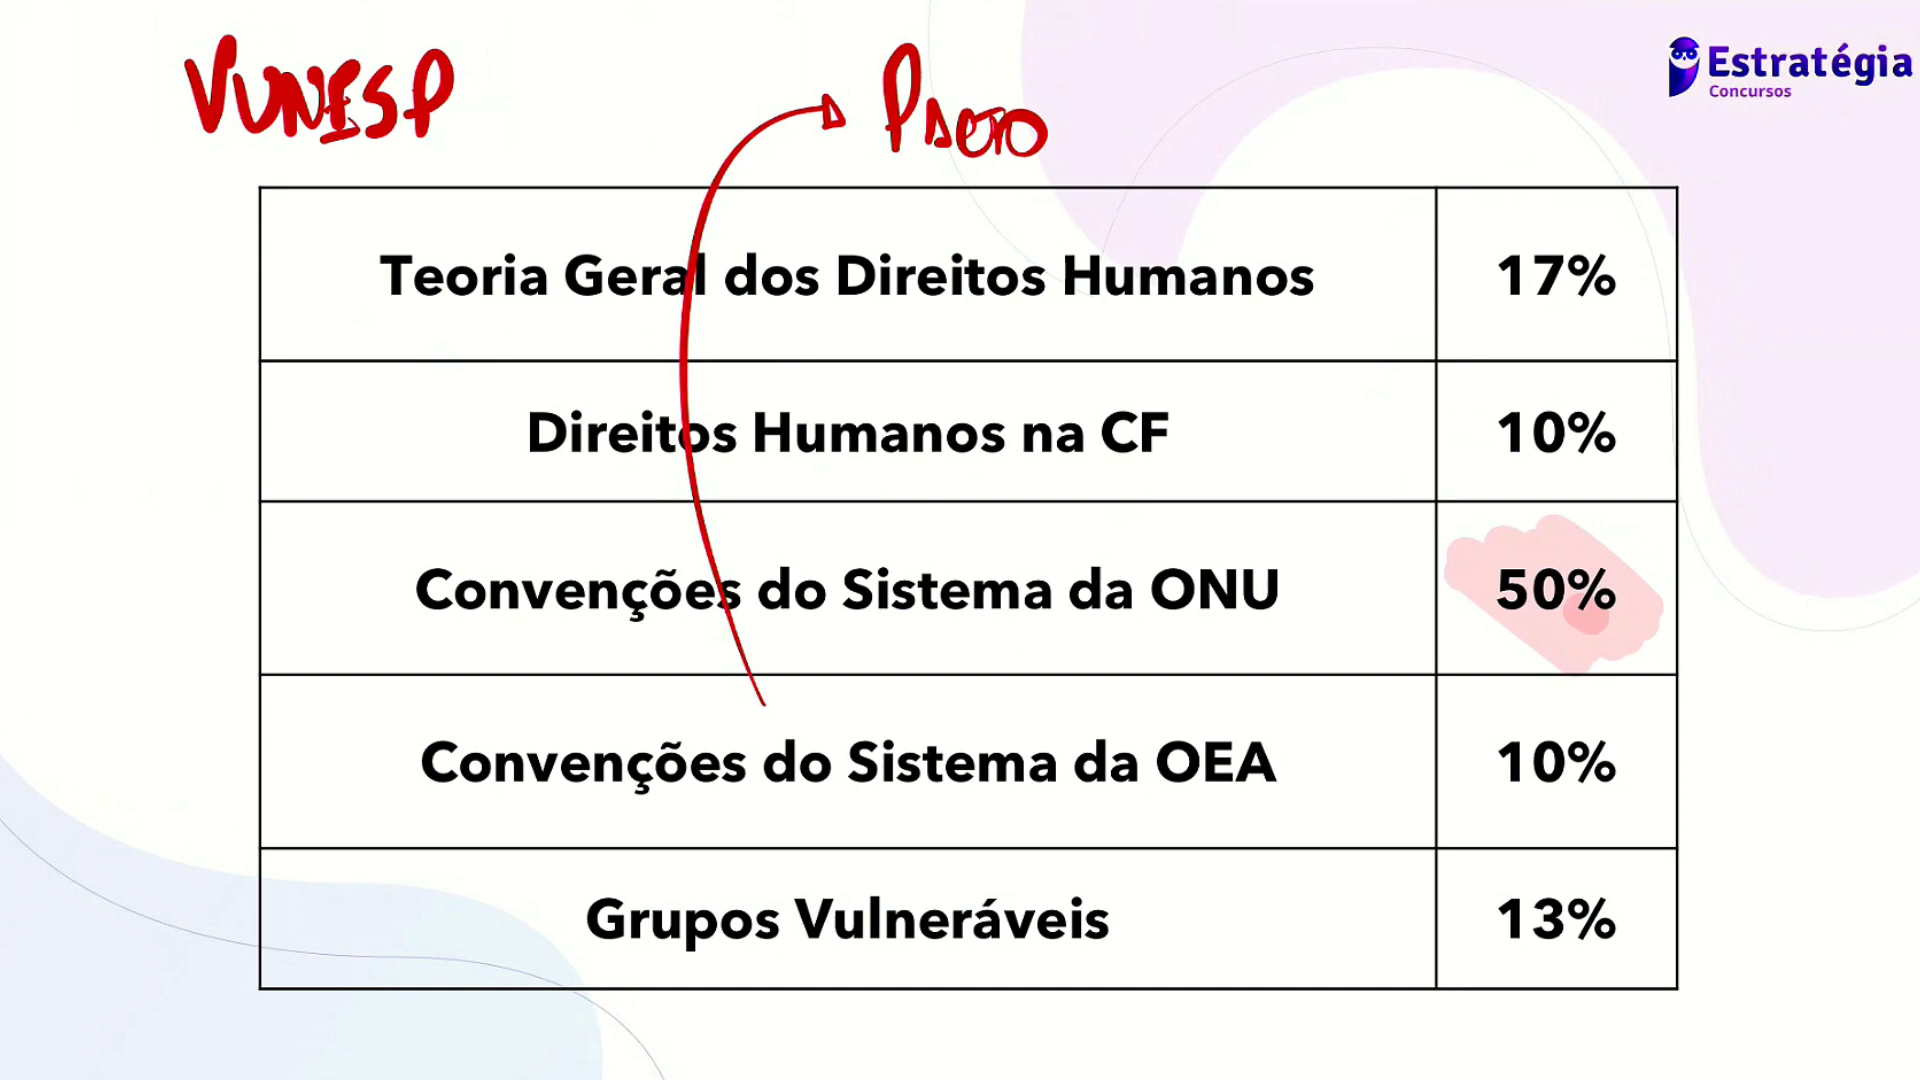 VUNESP
Pacto
Estratégia
Concursos
Teoria Geral dos Direitos Humanos 17%
Direitos Humanos na CF 10%
Convenções do Sistema da ONU 50%
Convenções do Sistema da OEA 10%
Grupos Vulneráveis 13%